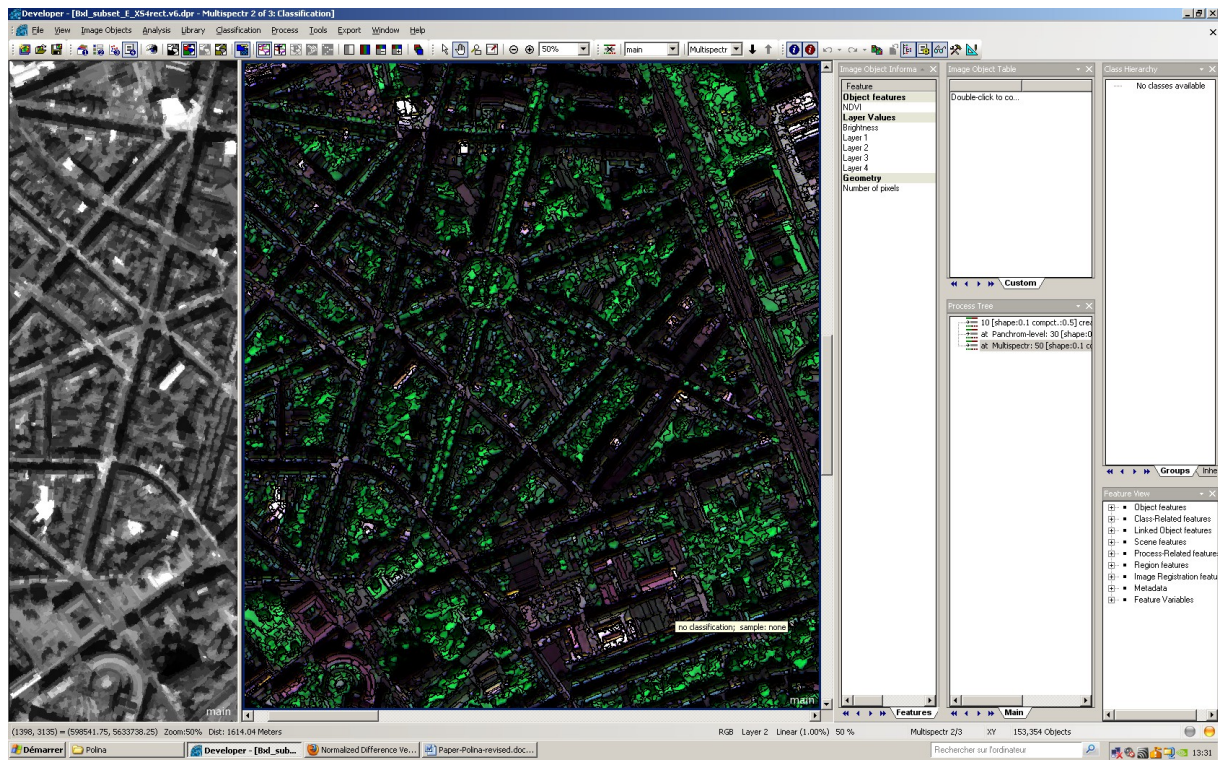 Developer - [Bxl_subset_E_XS4rect.v6.dpr - Multispectr 2 of 3: Classification]
File View Image Objects Analysis Library Classification Process Tools Export Window Help
50% main Multispectr
Image Object Informa
Feature
Object features
NDVI
Layer Values
Brightness
Layer 1
Layer 2
Layer 3
Layer 4
Geometry
Number of pixels
Features
Image Object Table
Double-click to co...
Custom
Process Tree
10 [shape:0.1 compct.:0.5] crea
at Panchrom-level: 30 [shape:0
at Multispectr: 50 [shape:0.1 co
Main
Class Hierarchy
No classes available
Groups Inhe
Feature View
Object features
Class-Related features
Linked Object features
Scene features
Process-Related feature
Region features
Image Registration featu
Metadata
Feature Variables
no classification; sample: none
main
main
(1396, 3135) = (598541.75, 5633738.25) Zoom:50% Dist: 1614.04 Meters RGB Layer 2 Linear (1.00%) 50 % Multispectr 2/3 XY 153,354 Objects
Démarrer Polina Developer - [Bxl_sub... Normalized Difference Ve... Paper-Polina-revised.doc... Rechercher sur l'ordinateur 13:31